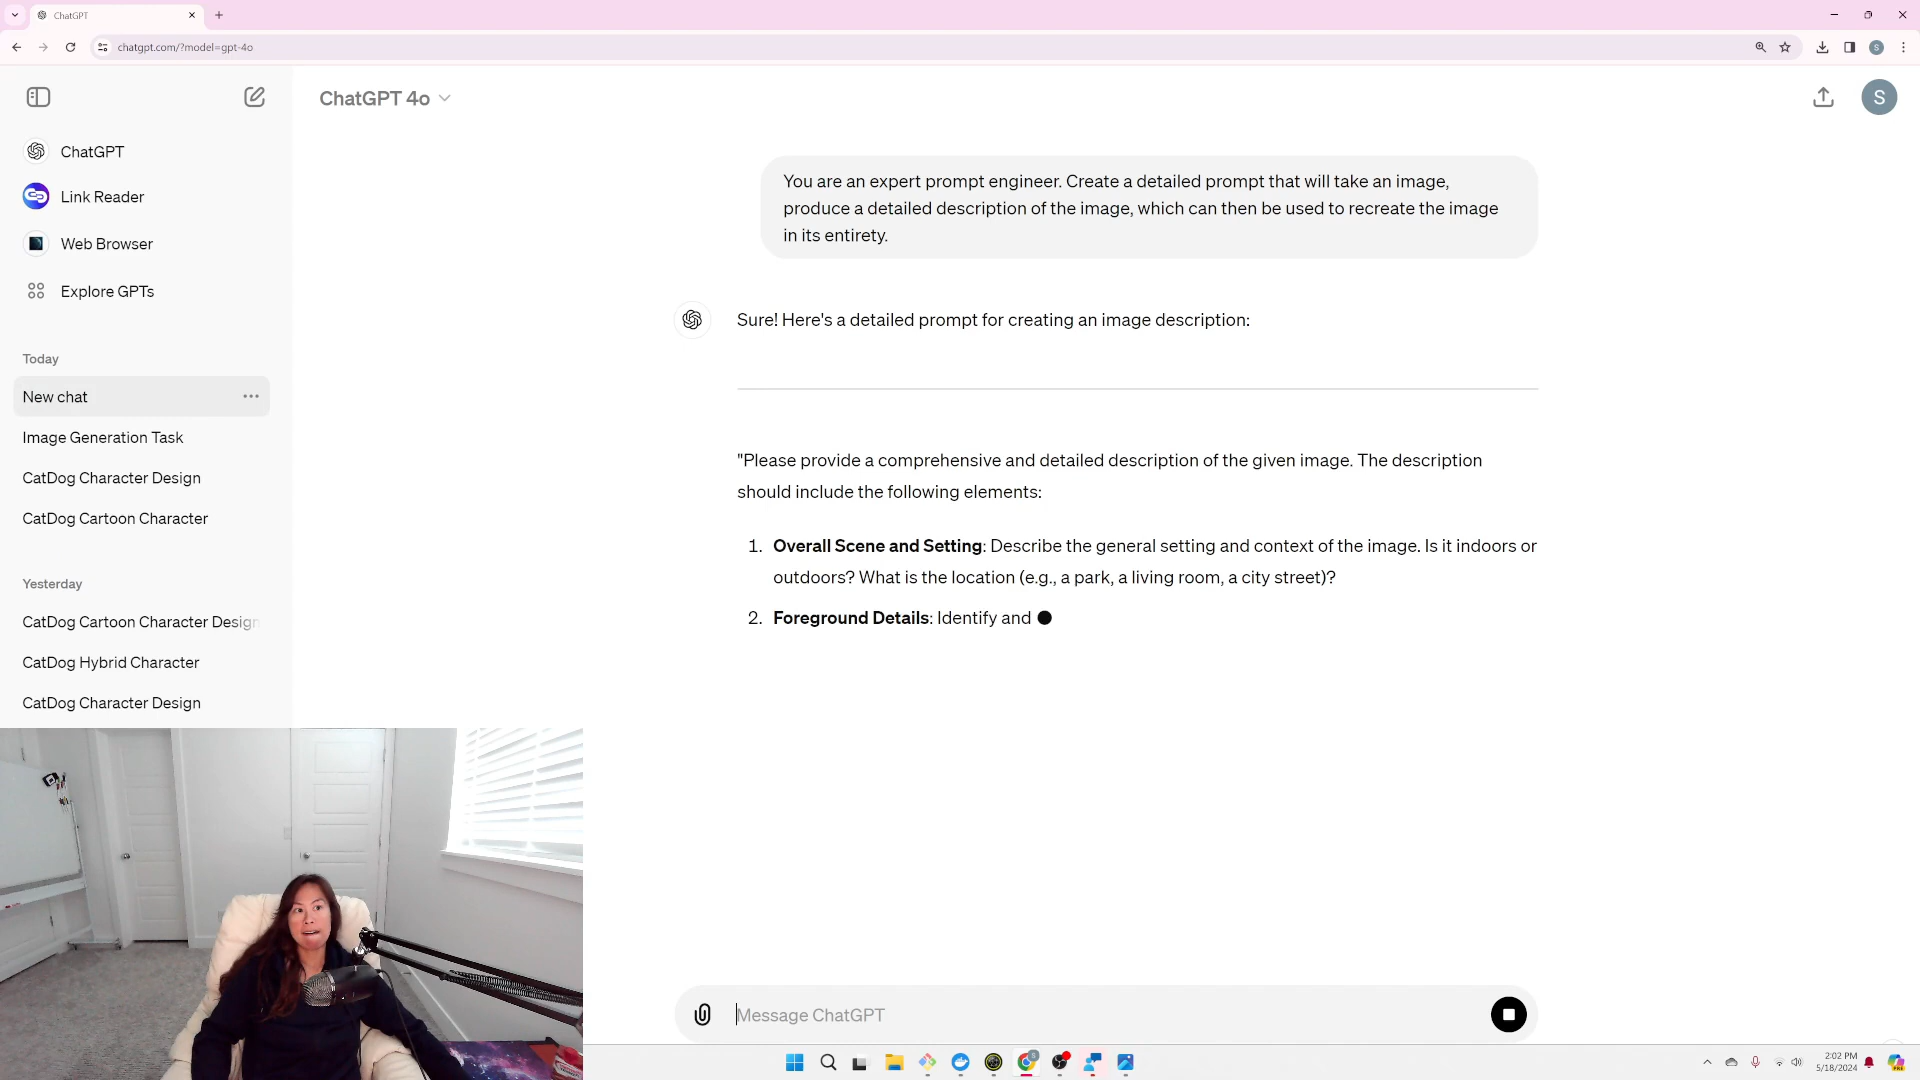 ChatGPT
chatgpt.com/?model=gpt-4o
S
ChatGPT 4o
S
ChatGPT
Link Reader
Web Browser
Explore GPTs
Today
New chat
Image Generation Task
CatDog Character Design
CatDog Cartoon Character
Yesterday
CatDog Cartoon Character Design
CatDog Hybrid Character
CatDog Character Design
You are an expert prompt engineer. Create a detailed prompt that will take an image,
produce a detailed description of the image, which can then be used to recreate the image
in its entirety.
Sure! Here's a detailed prompt for creating an image description:
"Please provide a comprehensive and detailed description of the given image. The description
should include the following elements:
1. Overall Scene and Setting: Describe the general setting and context of the image. Is it indoors or
outdoors? What is the location (e.g., a park, a living room, a city street)?
2. Foreground Details: Identify and
Message ChatGPT
2:02 PM
5/18/2024